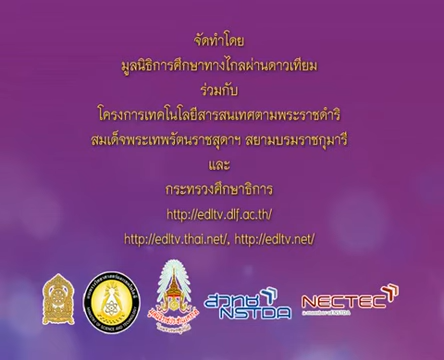 จัดทำโดย
มูลนิธิการศึกษาทางไกลผ่านดาวเทียม
ร่วมกับ
โครงการเทคโนโลยีสารสนเทศตามพระราชดำริ
สมเด็จพระเทพรัตนราชสุดาฯ สยามบรมราชกุมารี
และ
กระทรวงศึกษาธิการ
http://edltv.dlf.ac.th/
http://edltv.thai.net/, http://edltv.net/
สวทช
NSTDA
NECTEC
a member of NSTDA